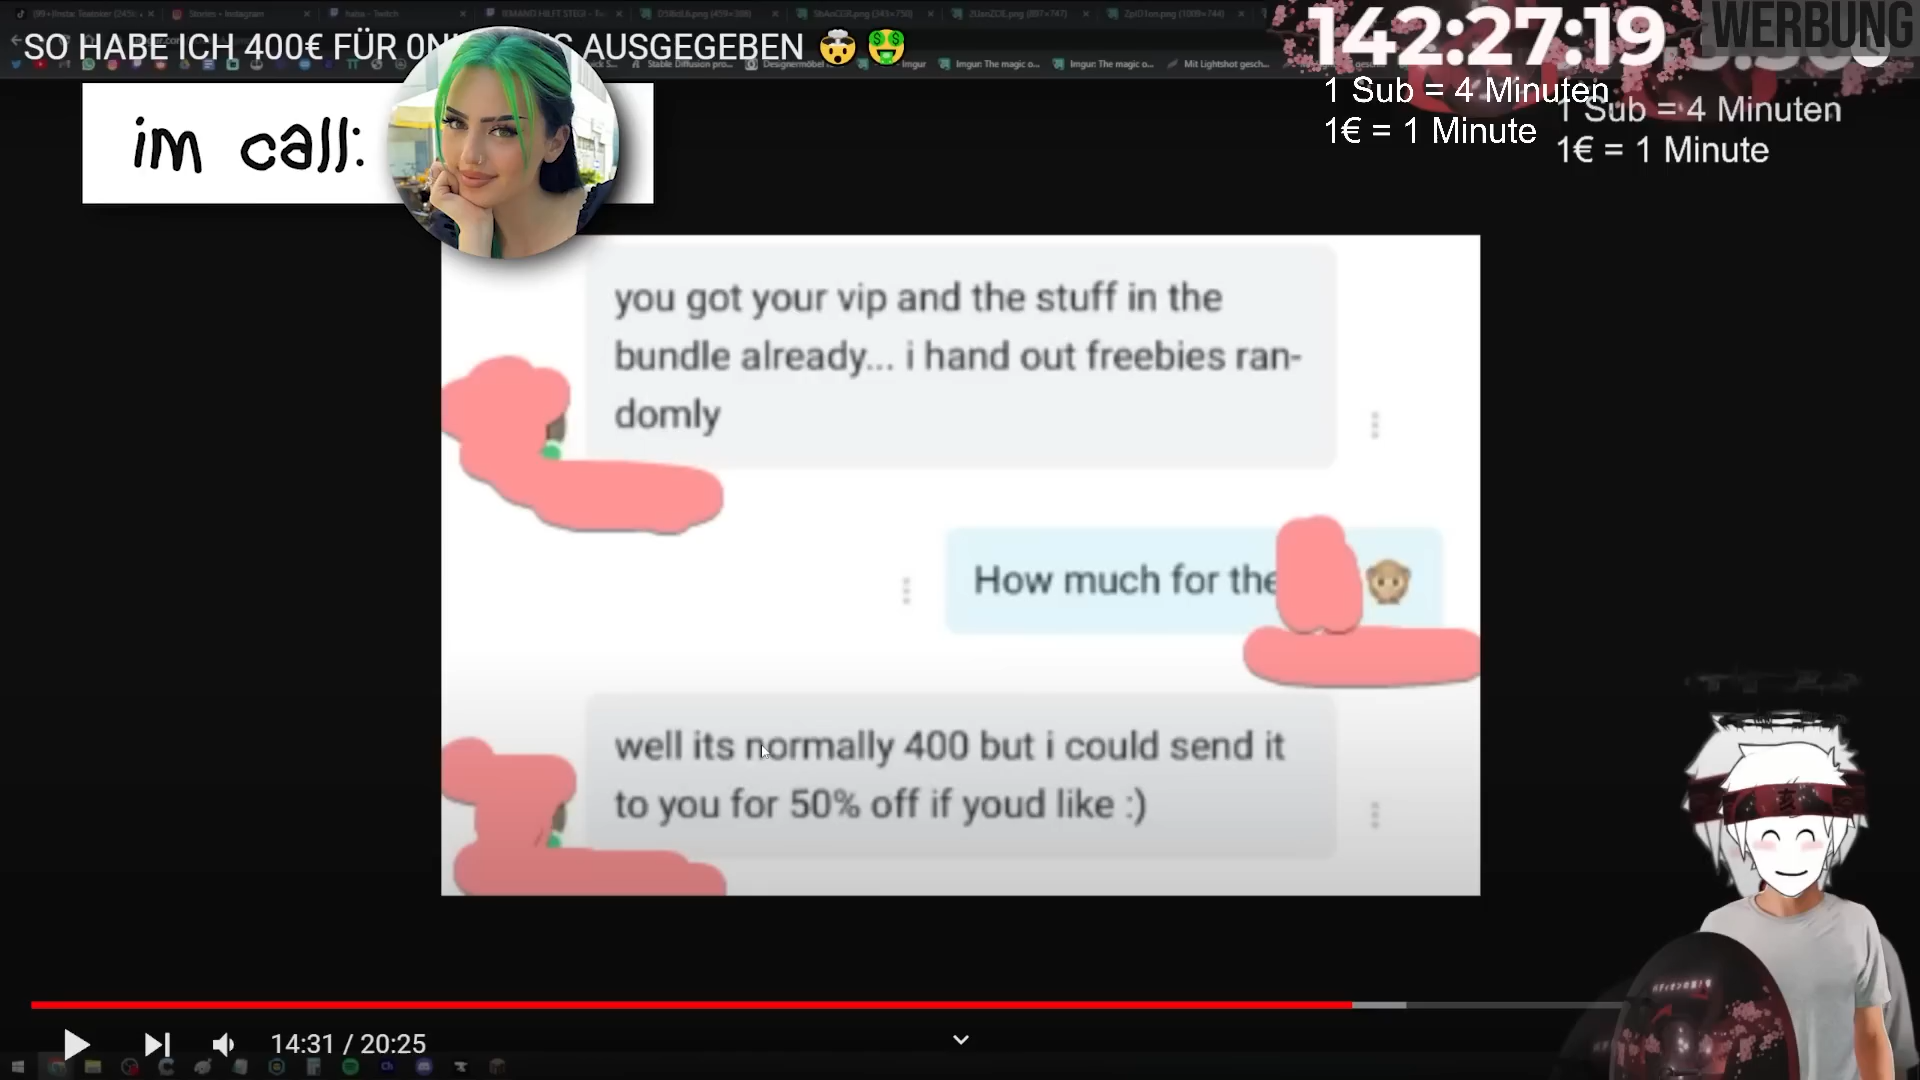 SO HABE ICH 400€ FÜR 0N AUSGEGEBEN 🤯 🤑
142:27:19
WERBUNG
1 Sub = 4 Minuten
1€ = 1 Minute
1 Sub = 4 Minuten
1€ = 1 Minute
im call:
you got your vip and the stuff in the
bundle already... i hand out freebies ran-
domly
How much for the 🙊
well its normally 400 but i could send it
to you for 50% off if youd like :)
14:31 / 20:25